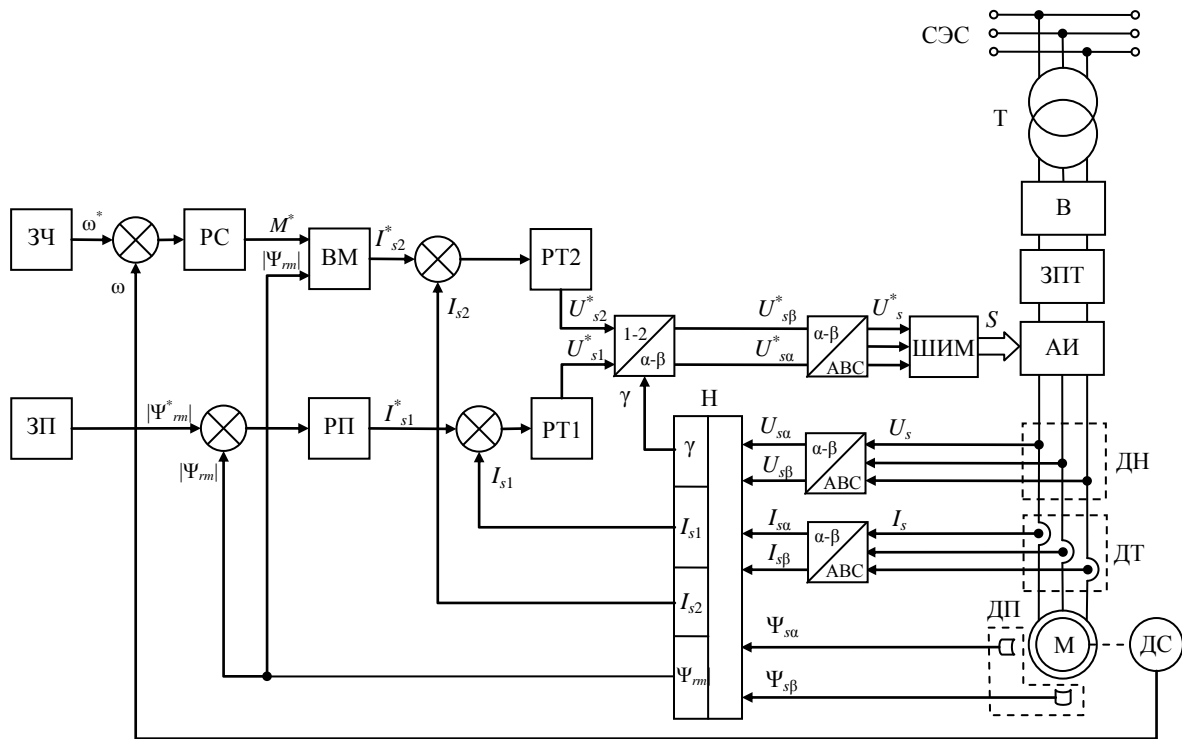 СЭС
Т
В
ЗПТ
АИ
ЗЧ
ω*
РС
M*
|Ψrm|
ω
ВМ
I*s2
РТ2
Is2
U*s2
U*s1
1-2
α-β
γ
U*sβ
U*sα
α-β
ABC
U*s
ШИМ
S
ЗП
|Ψ*rm|
|Ψrm|
РП
I*s1
РТ1
Is1
Н
γ
Is1
Is2
Ψrm|
Usα
Usβ
α-β
ABC
Us
ДН
Isα
Isβ
α-β
ABC
Is
ДТ
ДП
Ψsα
Ψsβ
М
ДС